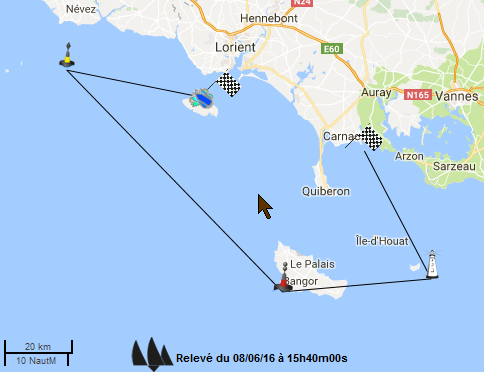 N24
Névez
Hennebont
Lorient
E60
Auray
N165
Vannes
Carnac
Arzon
Sarzeau
Quiberon
Île-d'Houat
Le Palais
Bangor
20 km
10 NautM
Relevé du 08/06/16 à 15h40m00s